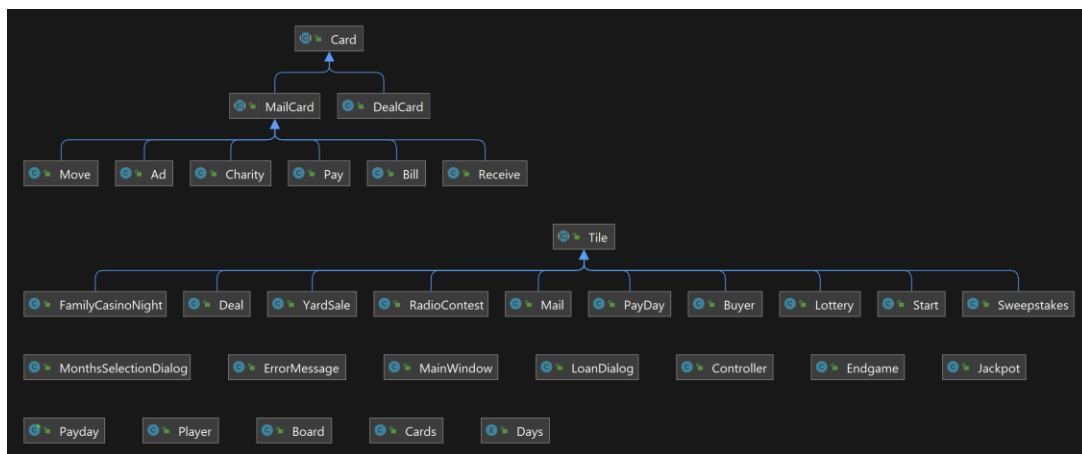 Card
MailCard DealCard
Move Ad Charity Pay Bill Receive
Tile
FamilyCasinoNight Deal YardSale RadioContest Mail PayDay Buyer Lottery Start Sweepstakes
MonthsSelectionDialog ErrorMessage MainWindow LoanDialog Controller Endgame Jackpot
Payday Player Board Cards Days